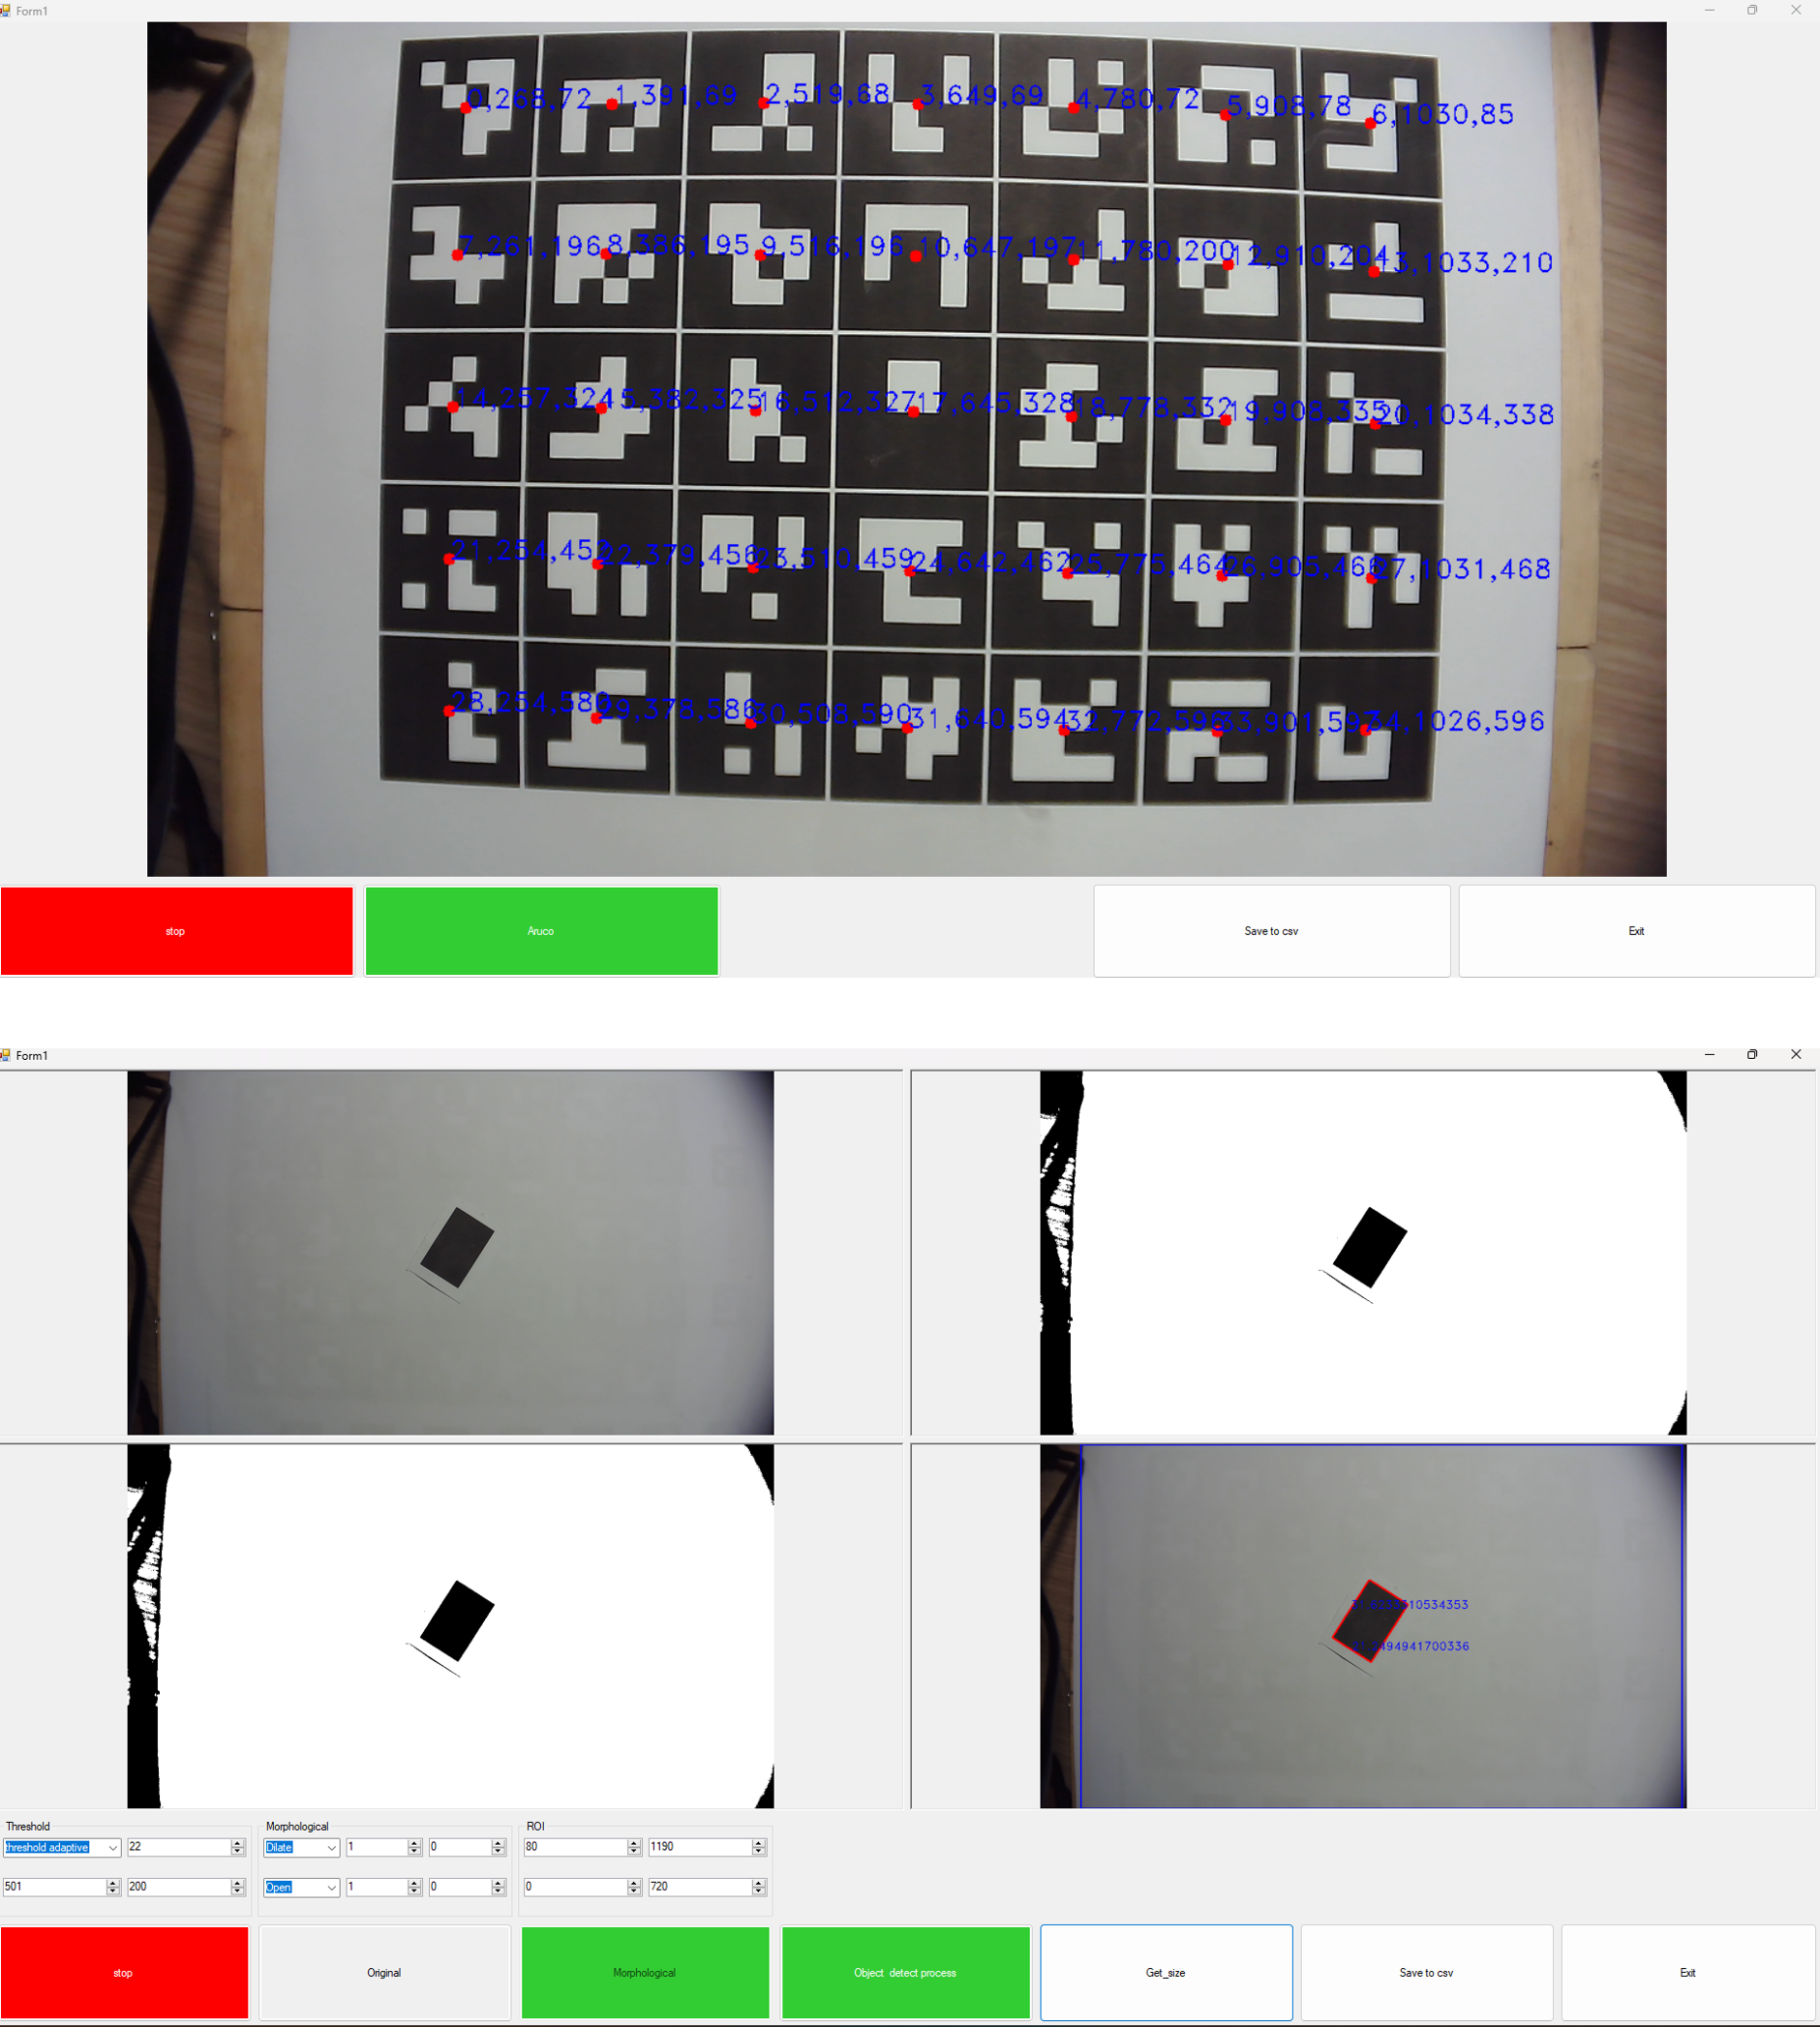 Form1
0,268,72 1,391,69 2,519,68 3,649,69 4,780,72 5,908,78 6,1030,85
7,261,196 8,386,195 9,516,196 10,647,197 11,780,200 12,910,204 13,1033,210
14,257,324 15,382,325 16,512,327 17,645,328 18,778,332 19,908,335 20,1034,338
21,254,452 22,379,456 23,510,459 24,642,462 25,775,464 26,905,466 27,1031,468
28,254,580 29,378,586 30,508,590 31,640,594 32,772,596 33,901,597 34,1026,596
stop Aruco Save to csv Exit
Form1
Threshold Morphological ROI
threshold adaptive 22 Dilate 1 0 80 1190
501 200 Open 1 0 0 720
stop Original Morphological Object detect process Get_size Save to csv Exit